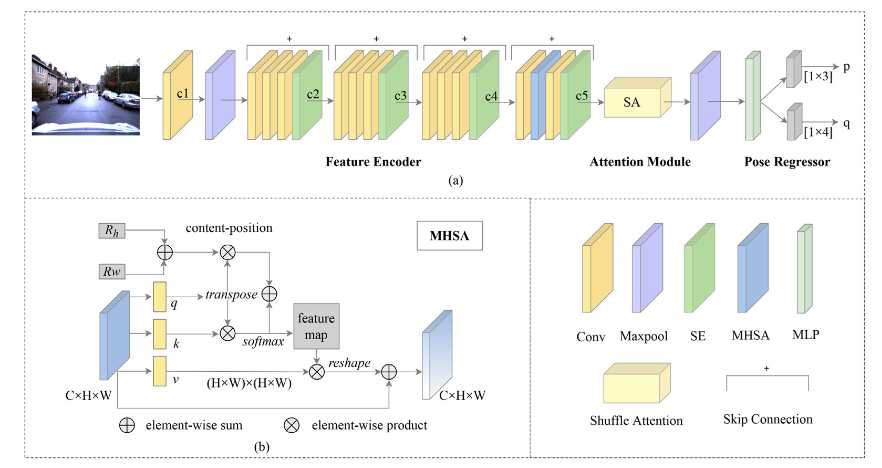 + + + +
c1 c2 c3 c4 c5 SA
[1×3] p
[1×4] q
Feature Encoder Attention Module Pose Regressor
(a)
R_h content-position MHSA
Rw
q transpose
feature map
k softmax
reshape
v (H×W)×(H×W)
C×H×W C×H×W
element-wise sum element-wise product
(b)
Conv Maxpool SE MHSA MLP
+
Shuffle Attention Skip Connection